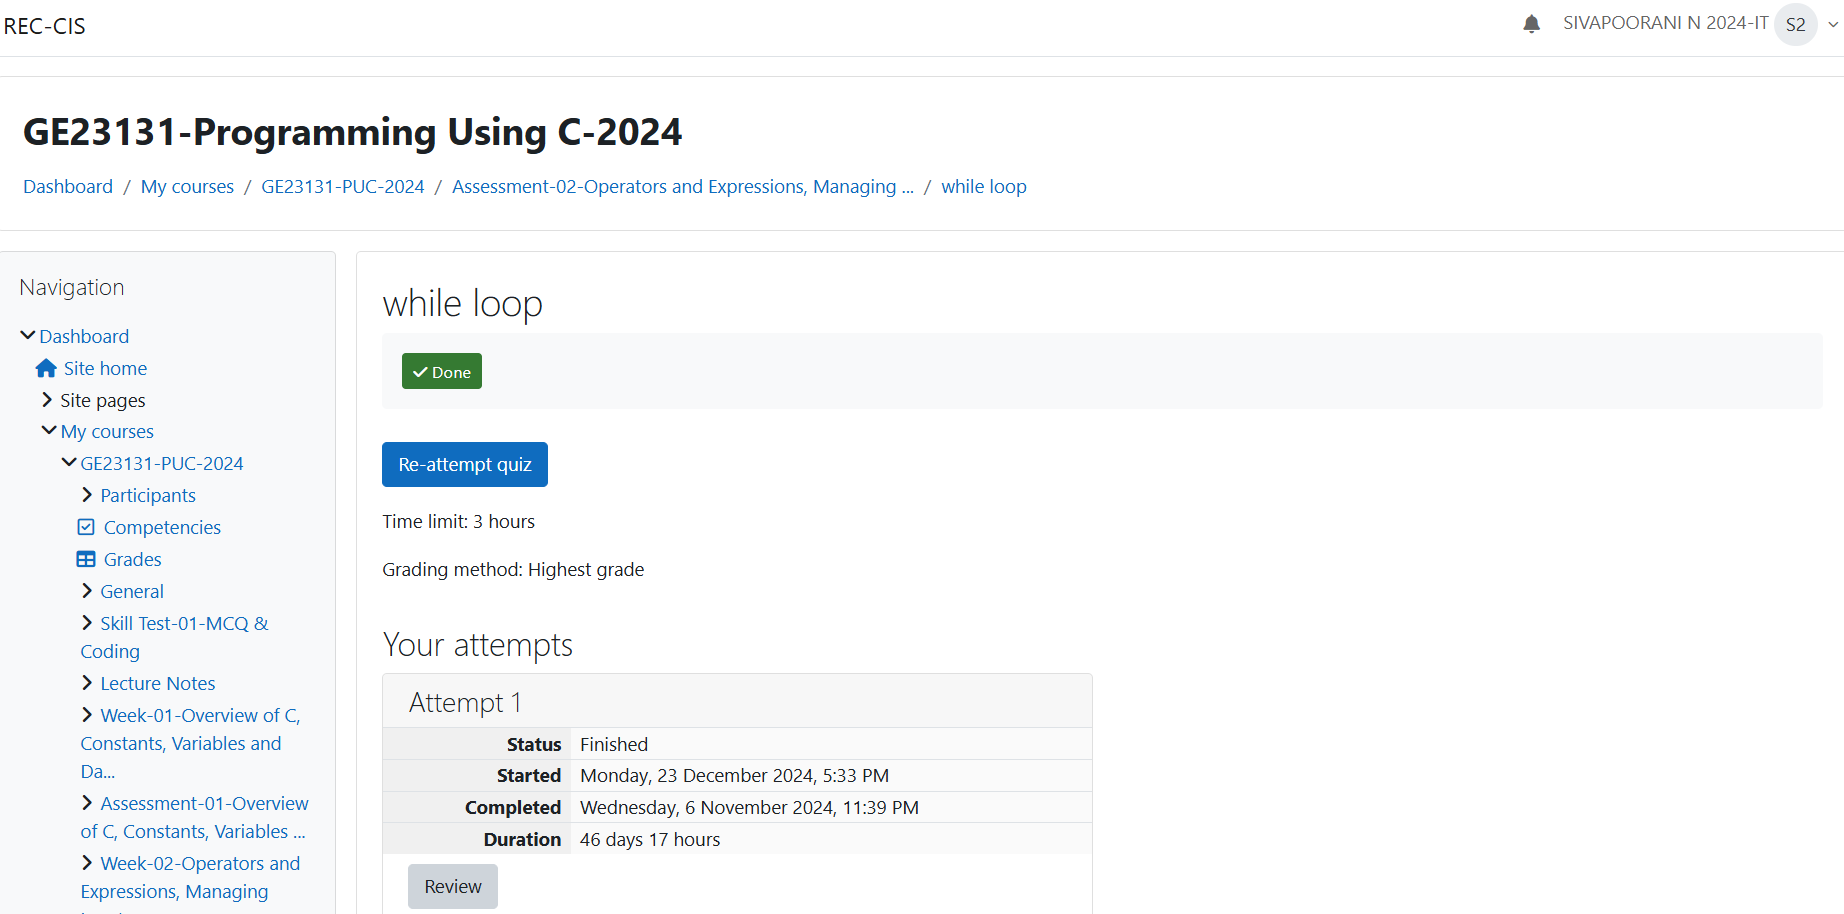 REC-CIS
SIVAPOORANI N 2024-IT
S2
GE23131-Programming Using C-2024
Dashboard / My courses / GE23131-PUC-2024 / Assessment-02-Operators and Expressions, Managing ... / while loop
Navigation
Dashboard
Site home
Site pages
My courses
GE23131-PUC-2024
Participants
Competencies
Grades
General
Skill Test-01-MCQ &
Coding
Lecture Notes
Week-01-Overview of C,
Constants, Variables and
Da...
Assessment-01-Overview
of C, Constants, Variables ...
Week-02-Operators and
Expressions, Managing
while loop
Done
Re-attempt quiz
Time limit: 3 hours
Grading method: Highest grade
Your attempts
Attempt 1
Status Finished
Started Monday, 23 December 2024, 5:33 PM
Completed Wednesday, 6 November 2024, 11:39 PM
Duration 46 days 17 hours
Review